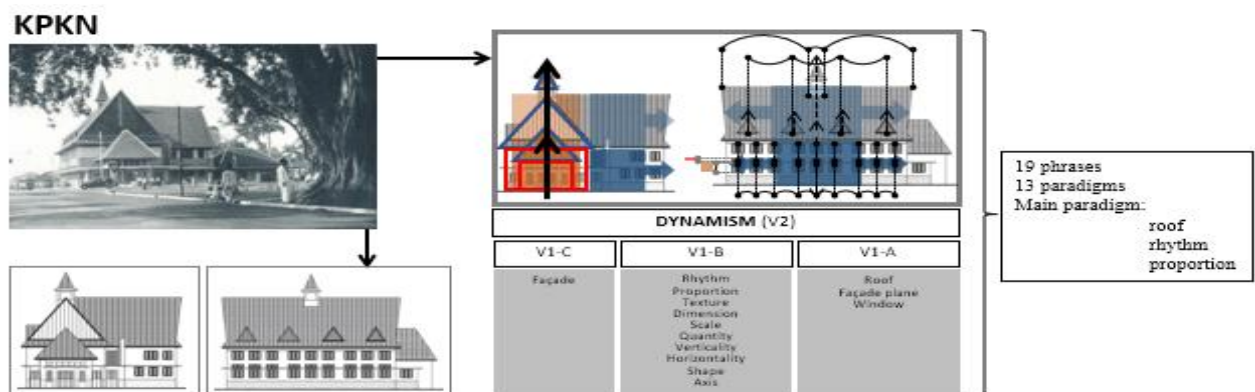 KPKN
DYNAMISM (V2)
V1-C
V1-B
V1-A
Façade
Rhythm
Proportion
Texture
Dimension
Scale
Quantity
Verticality
Horizontality
Shape
Axis
Roof
Façade plane
Window
19 phrases
13 paradigms
Main paradigm:
roof
rhythm
proportion